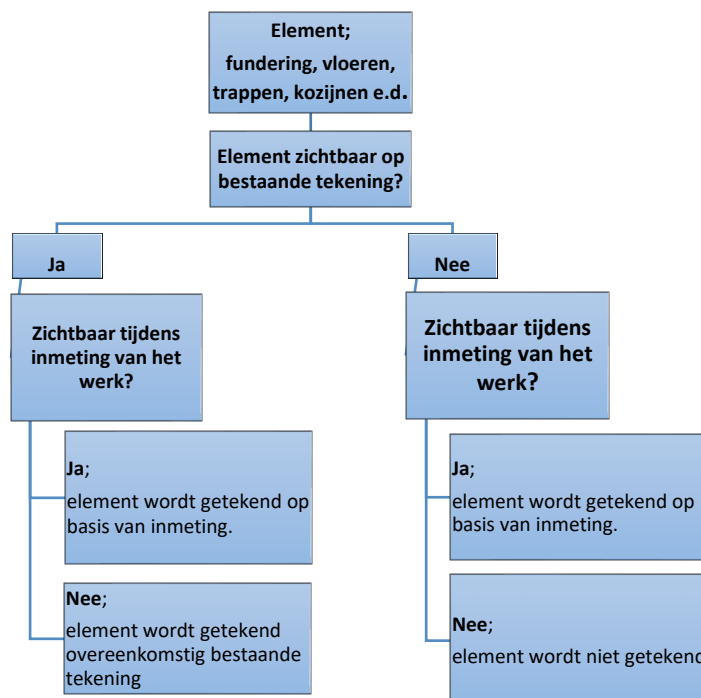 Element;
fundering, vloeren,
trappen, kozijnen e.d.
Element zichtbaar op
bestaande tekening?
Ja
Zichtbaar tijdens
inmeting van het
werk?
Ja;
element wordt getekend op
basis van inmeting.
Nee;
element wordt getekend
overeenkomstig bestaande
tekening
Nee
Zichtbaar tijdens
inmeting van het
werk?
Ja;
element wordt getekend op
basis van inmeting.
Nee;
element wordt niet getekend